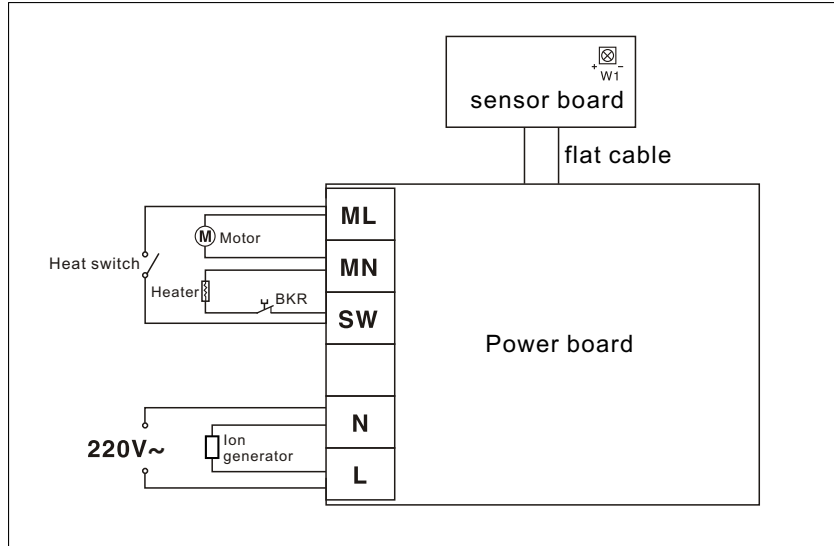 + −
W1
sensor board
flat cable
ML
M Motor
MN
Heat switch
Heater
BKR
SW
Power board
N
220V~
Ion
generator
L